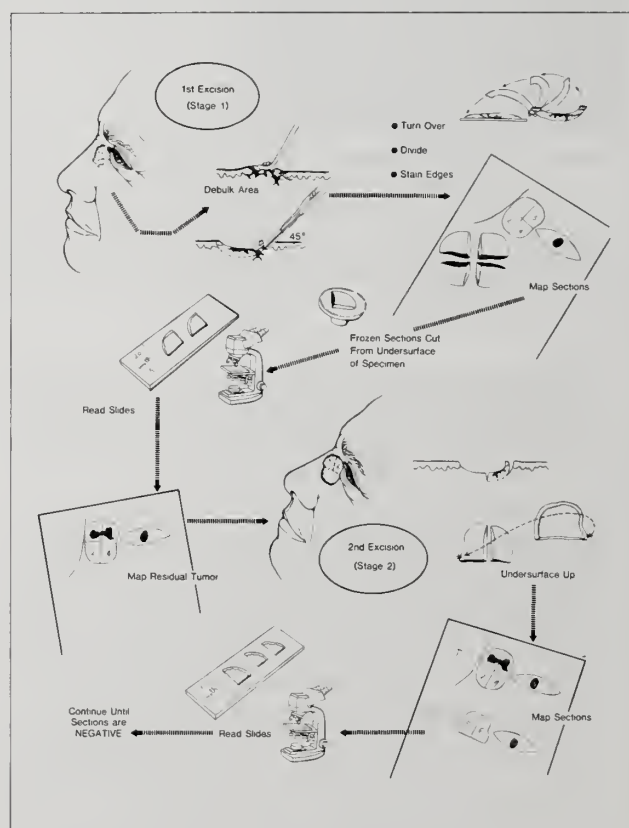 1st Excision
(Stage 1)
● Turn Over
● Divide
● Stain Edges
Debulk Area
45°
Map Sections
Frozen Sections Cut
From Undersurface
of Specimen
Read Slides
Map Residual Tumor
2nd Excision
(Stage 2)
Undersurface Up
Map Sections
Read Slides
Continue Until
Sections are
NEGATIVE